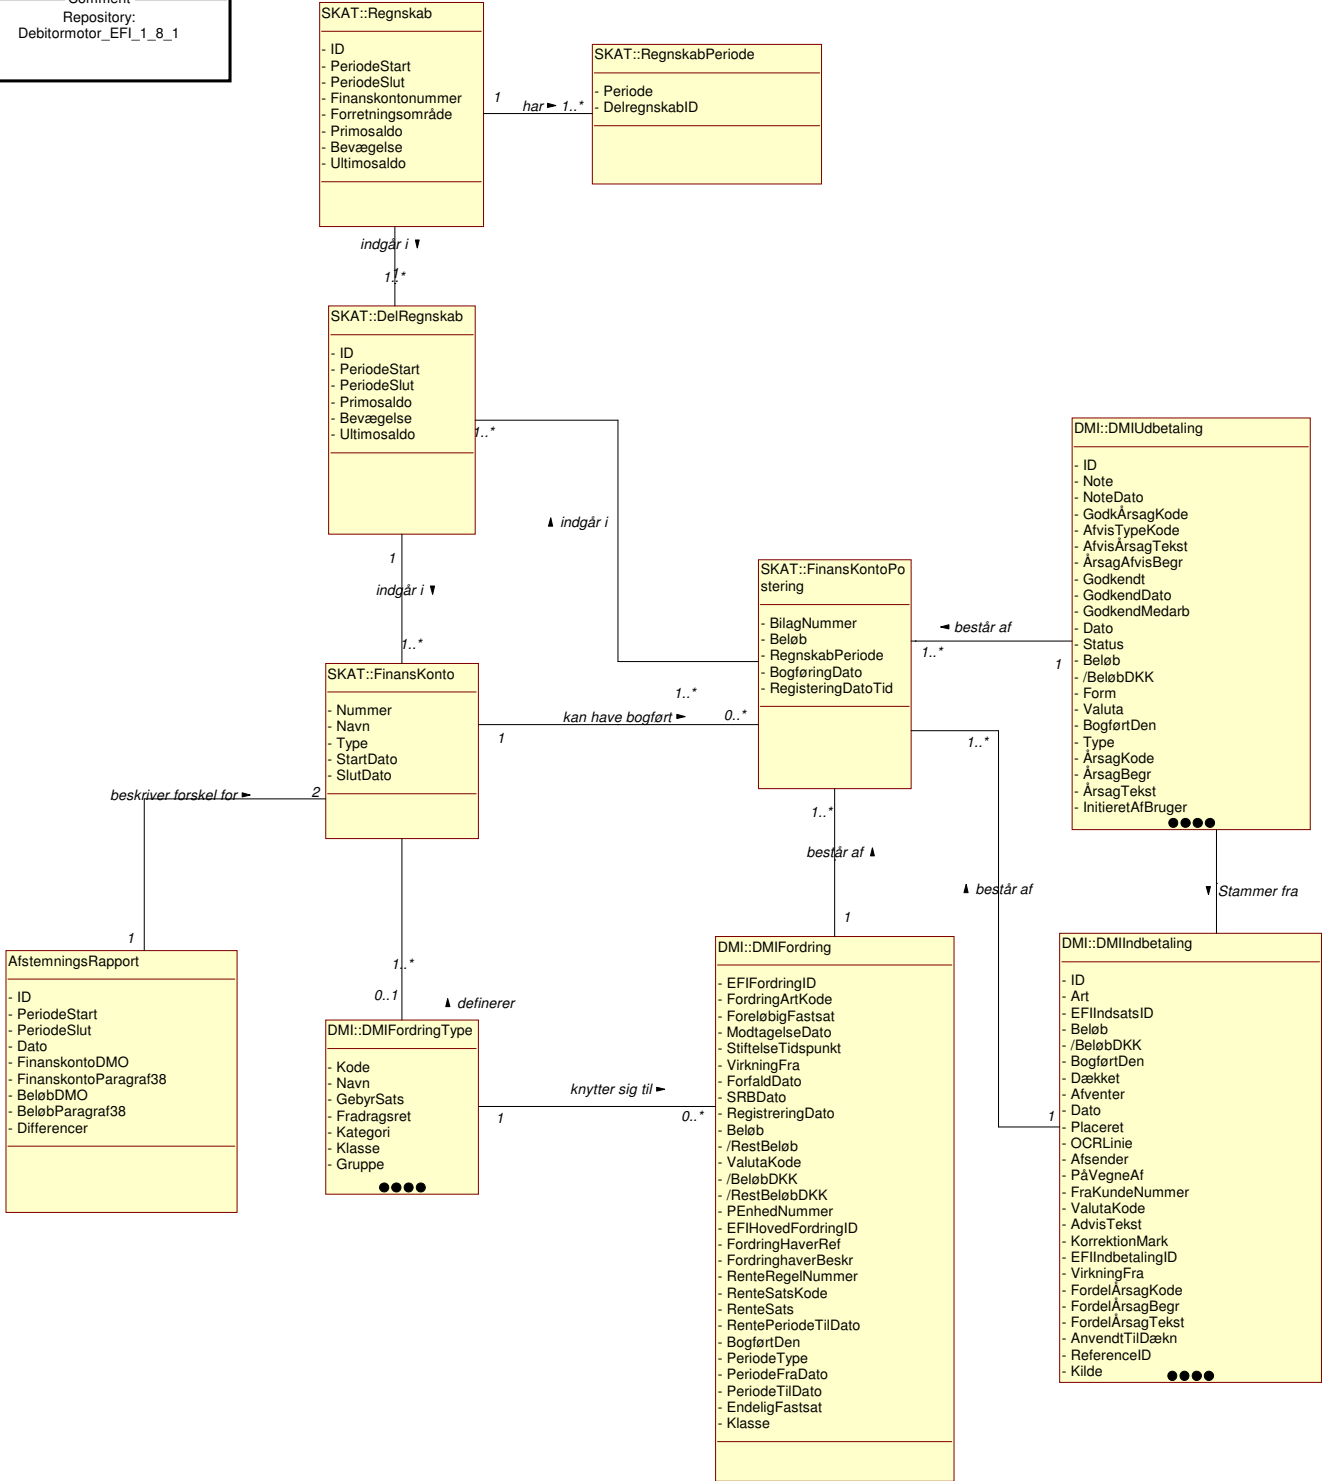 Comment
Repository:
Debitormotor_EFI_1_8_1
SKAT::Regnskab
- ID
- PeriodeStart
- PeriodeSlut
- Finanskontonummer
- Forretningsområde
- Primosaldo
- Bevægelse
- Ultimosaldo
1
har ► 1..*
SKAT::RegnskabPeriode
- Periode
- DelregnskabID
indgår i ▼
1
1..*
SKAT::DelRegnskab
- ID
- PeriodeStart
- PeriodeSlut
- Primosaldo
- Bevægelse
- Ultimosaldo
1..*
▲ indgår i
1
indgår i ▼
1..*
SKAT::FinansKonto
- Nummer
- Navn
- Type
- StartDato
- SlutDato
1..*
kan have bogført ►
0..*
1
SKAT::FinansKontoPo
stering
- BilagNummer
- Beløb
- RegnskabPeriode
- BogføringDato
- RegisteringDatoTid
◄ består af
1..*
1
DMI::DMIUdbetaling
- ID
- Note
- NoteDato
- GodkÅrsagKode
- AfvisTypeKode
- AfvisÅrsagTekst
- ÅrsagAfvisBegr
- Godkendt
- GodkendDato
- GodkendMedarb
- Dato
- Status
- Beløb
- /BeløbDKK
- Form
- Valuta
- BogførtDen
- Type
- ÅrsagKode
- ÅrsagBegr
- ÅrsagTekst
- InitieretAfBruger
beskriver forskel for ►
2
1
1..*
består af ▲
1
1..*
▲ består af
1
▼ Stammer fra
AfstemningsRapport
- ID
- PeriodeStart
- PeriodeSlut
- Dato
- FinanskontoDMO
- FinanskontoParagraf38
- BeløbDMO
- BeløbParagraf38
- Differencer
1..*
0..1
▲ definerer
DMI::DMIFordringType
- Kode
- Navn
- GebyrSats
- Fradragsret
- Kategori
- Klasse
- Gruppe
knytter sig til ►
1
0..*
DMI::DMIFordring
- EFIFordringID
- FordringArtKode
- ForeløbigFastsat
- ModtagelseDato
- StiftelseTidspunkt
- VirkningFra
- ForfaldDato
- SRBDato
- RegistreringDato
- Beløb
- /RestBeløb
- ValutaKode
- /BeløbDKK
- /RestBeløbDKK
- PEnhedNummer
- EFIHovedFordringID
- FordringHaverRef
- FordringhaverBeskr
- RenteRegelNummer
- RenteSatsKode
- RenteSats
- RentePeriodeTilDato
- BogførtDen
- PeriodeType
- PeriodeFraDato
- PeriodeTilDato
- EndeligFastsat
- Klasse
DMI::DMIIndbetaling
- ID
- Art
- EFIIndsatsID
- Beløb
- /BeløbDKK
- BogførtDen
- Dækket
- Afventer
- Dato
- Placeret
- OCRLinie
- Afsender
- PåVegneAf
- FraKundeNummer
- ValutaKode
- AdvisTekst
- KorrektionMark
- EFIIndbetalingID
- VirkningFra
- FordelÅrsagKode
- FordelÅrsagBegr
- FordelÅrsagTekst
- AnvendtTilDækn
- ReferenceID
- Kilde